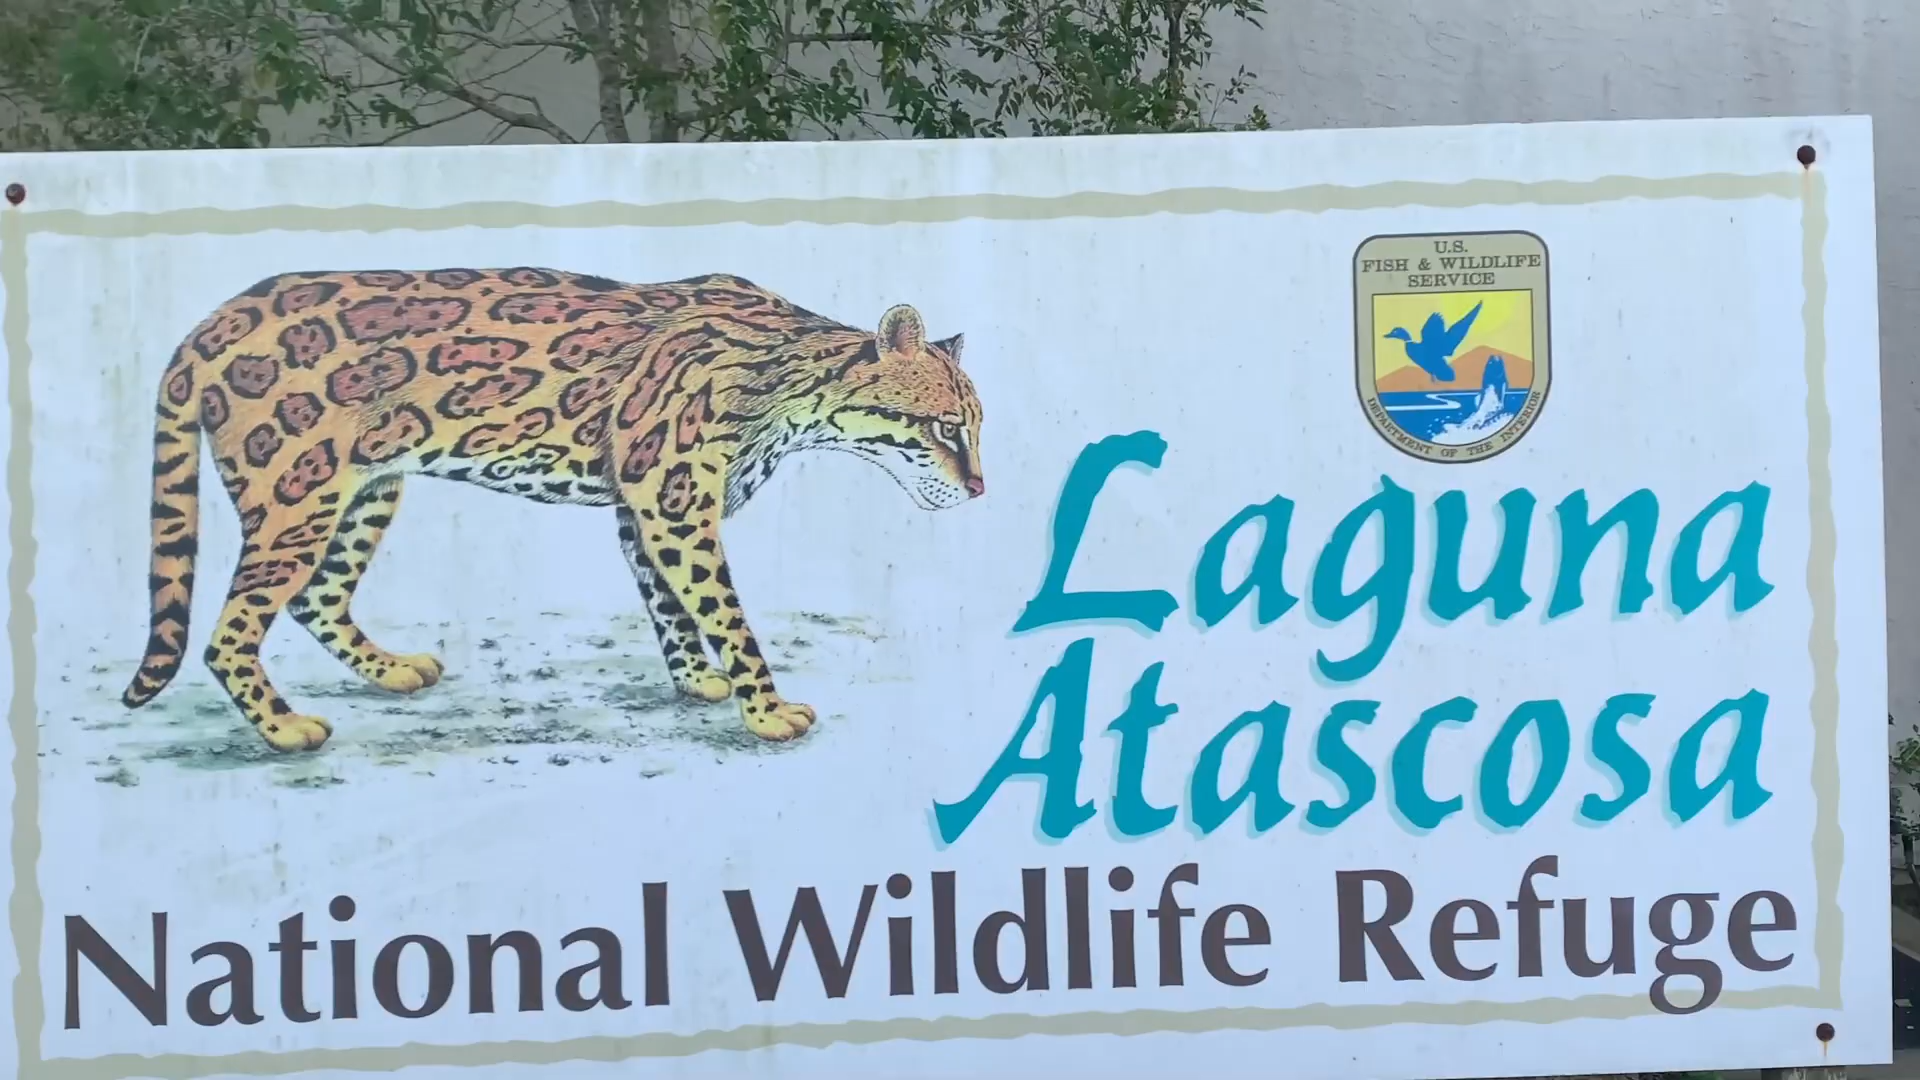 U.S.
FISH & WILDLIFE
SERVICE
DEPARTMENT OF THE INTERIOR
Laguna
Atascosa
National Wildlife Refuge